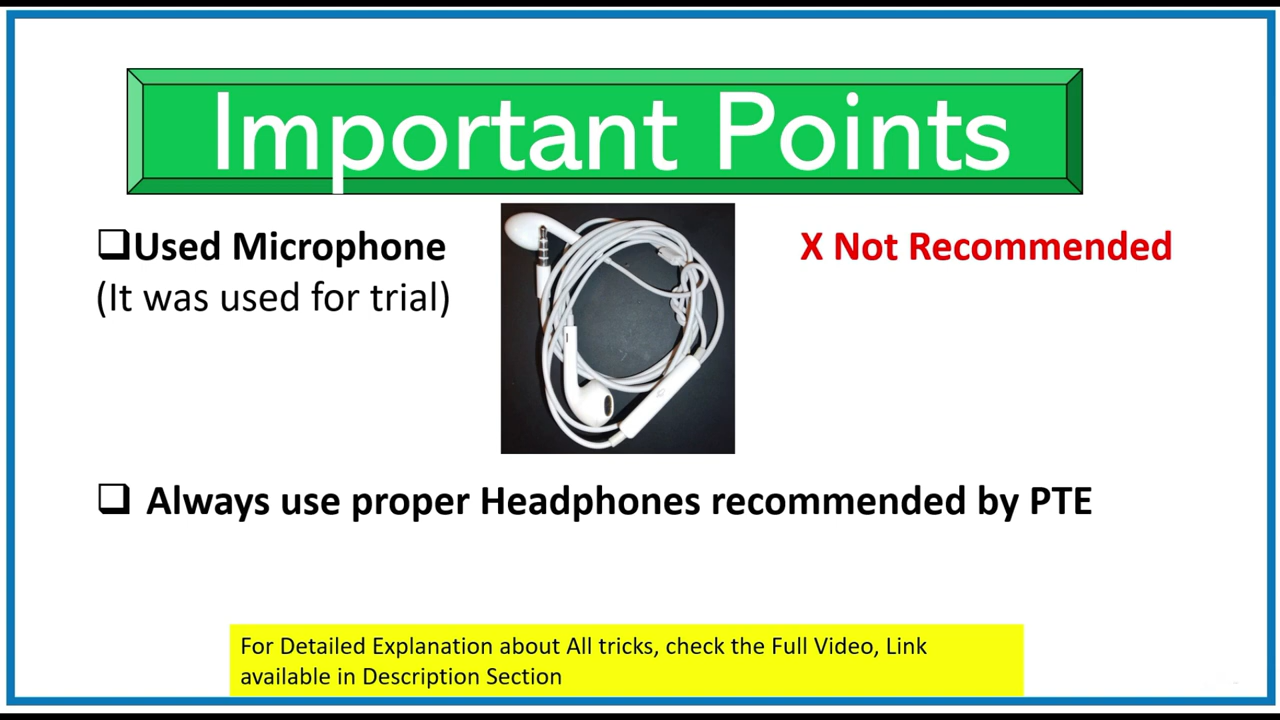 Important Points
❑Used Microphone
X Not Recommended
(It was used for trial)
❑ Always use proper Headphones recommended by PTE
For Detailed Explanation about All tricks, check the Full Video, Link
available in Description Section